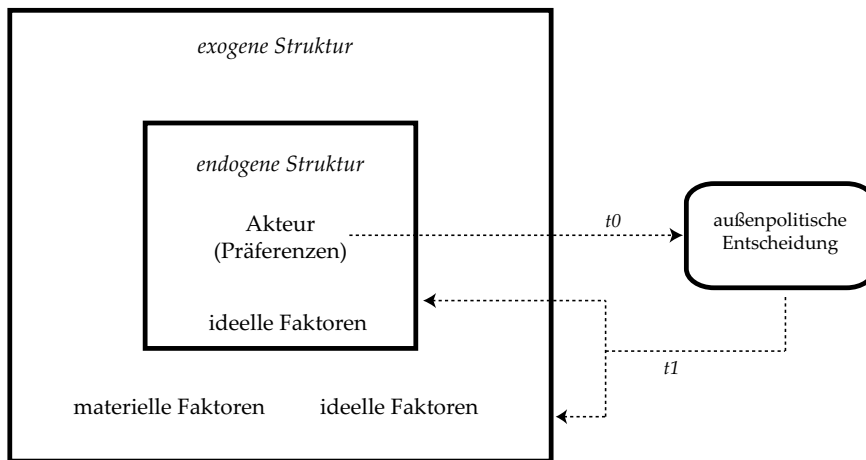 exogene Struktur
endogene Struktur
Akteur
(Präferenzen)
t0
außenpolitische
Entscheidung
ideelle Faktoren
t1
materielle Faktoren
ideelle Faktoren